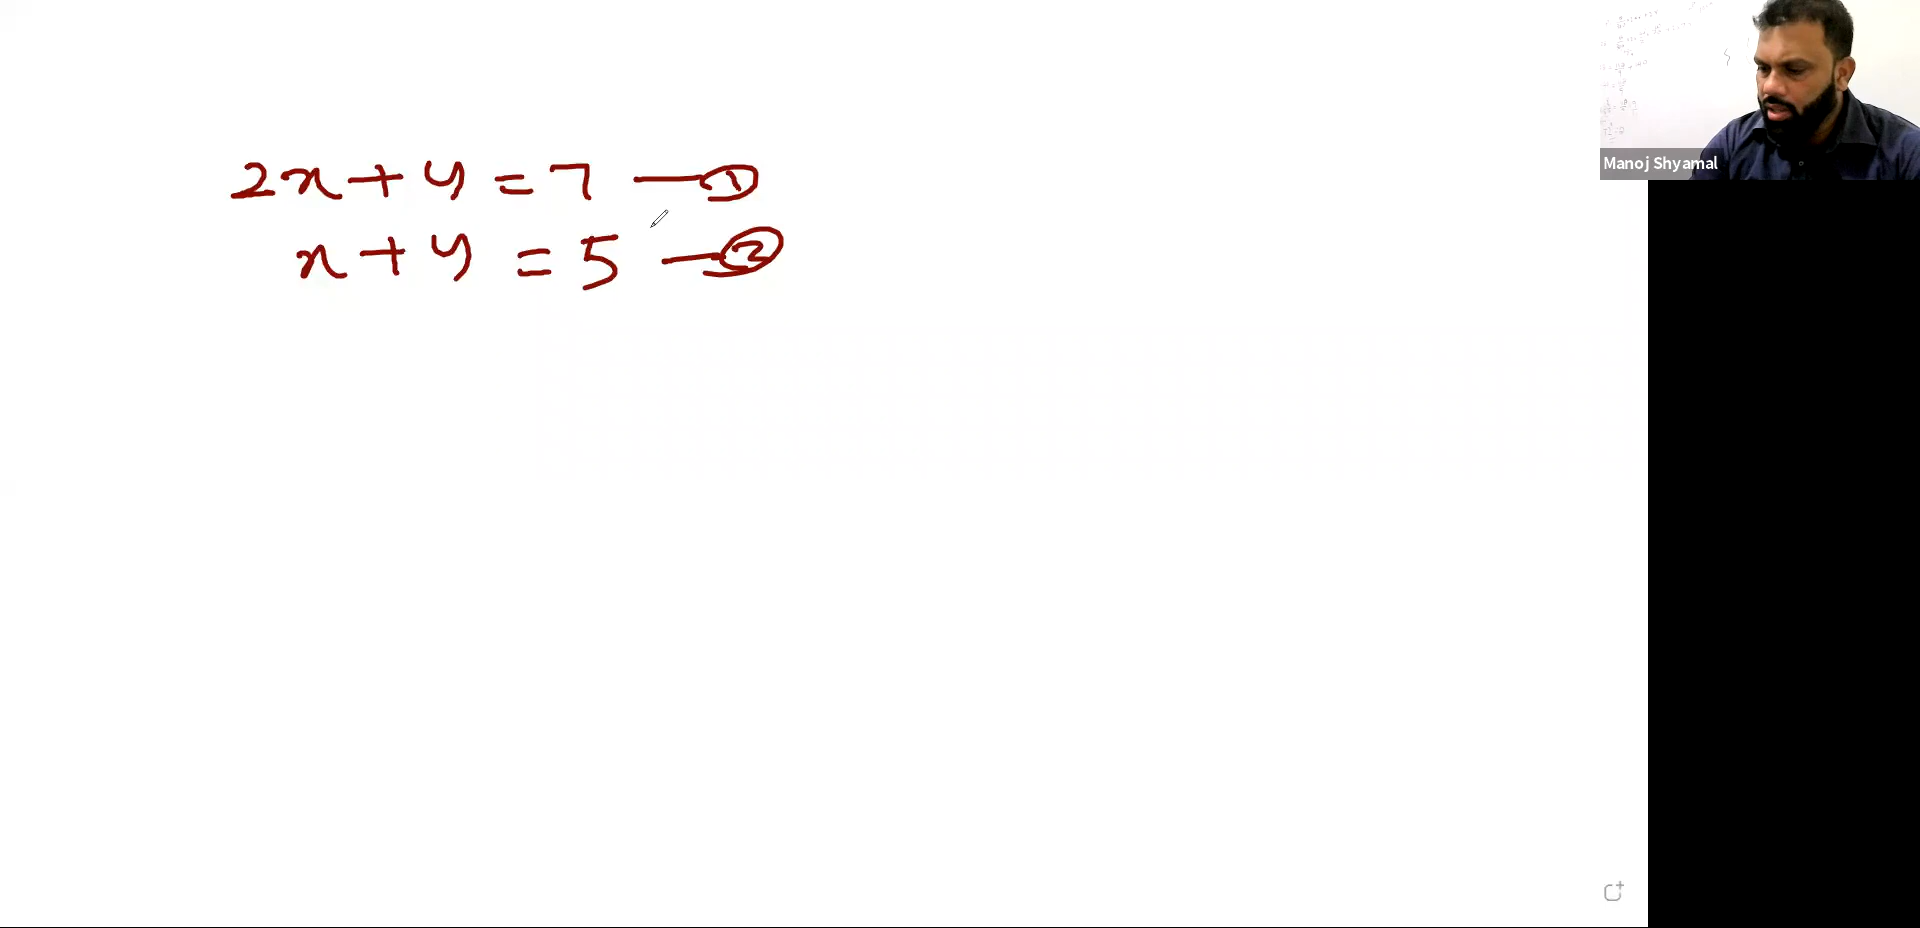 2x + y = 7 — ①
x + y = 5 — ②
Manoj Shyamal